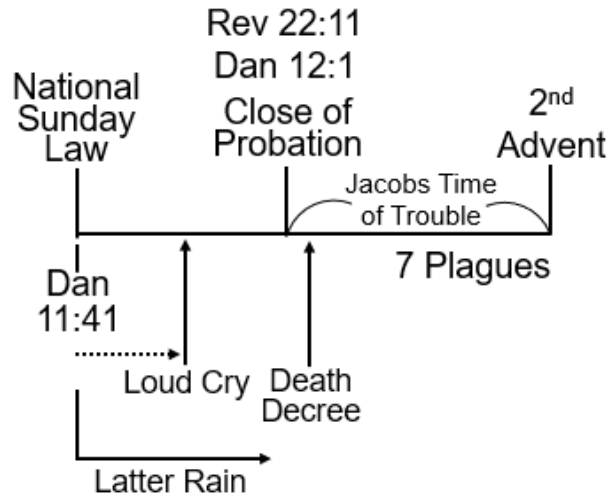 Rev 22:11
Dan 12:1
Close of
Probation
National
Sunday
Law
2nd
Advent
Jacobs Time
of Trouble
7 Plagues
Dan
11:41
Loud Cry
Death
Decree
Latter Rain